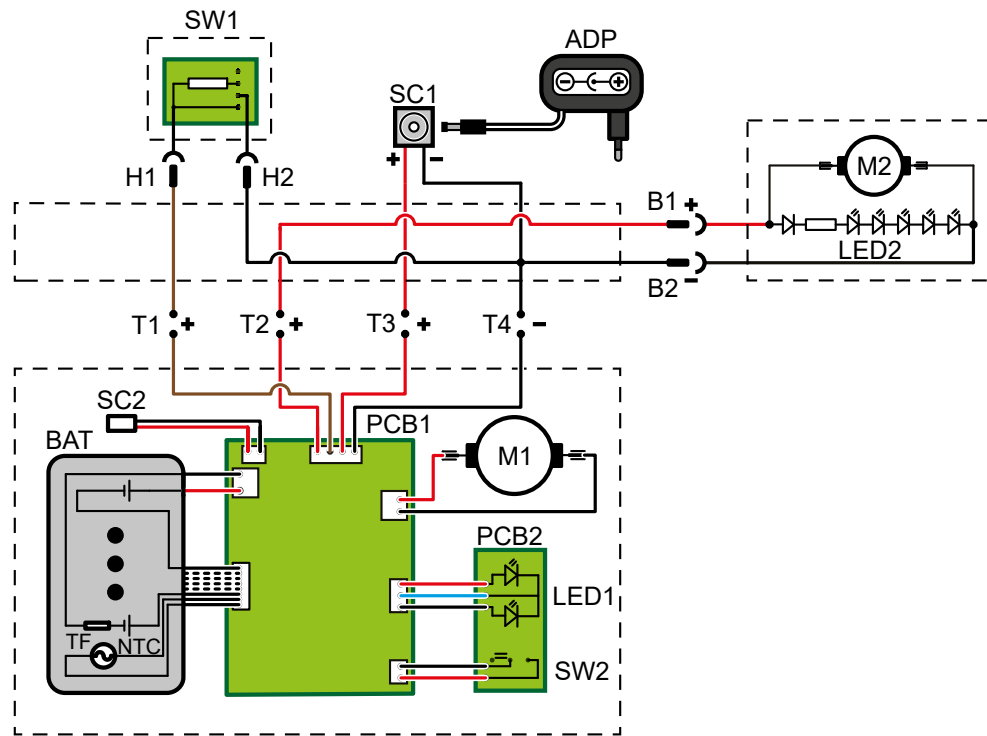 SW1
ADP
SC1
+ −
− +
M2
H1 H2
B1 +
LED2
B2 −
T1 + T2 + T3 + T4 −
SC2
PCB1
BAT
M1
PCB2
LED1
TF NTC
SW2